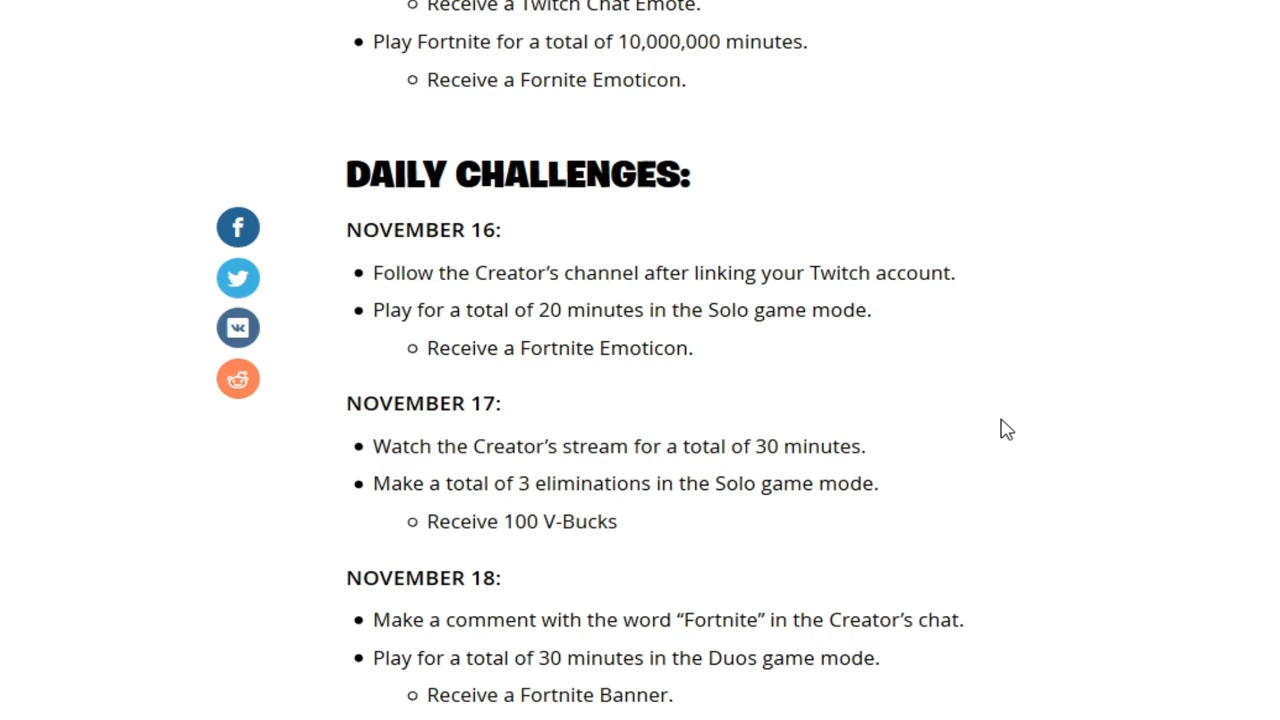 Receive a Twitch Chat Emote.
Play Fortnite for a total of 10,000,000 minutes.
Receive a Fornite Emoticon.
DAILY CHALLENGES:
NOVEMBER 16:
Follow the Creator’s channel after linking your Twitch account.
Play for a total of 20 minutes in the Solo game mode.
Receive a Fortnite Emoticon.
NOVEMBER 17:
Watch the Creator’s stream for a total of 30 minutes.
Make a total of 3 eliminations in the Solo game mode.
Receive 100 V-Bucks
NOVEMBER 18:
Make a comment with the word “Fortnite” in the Creator’s chat.
Play for a total of 30 minutes in the Duos game mode.
Receive a Fortnite Banner.